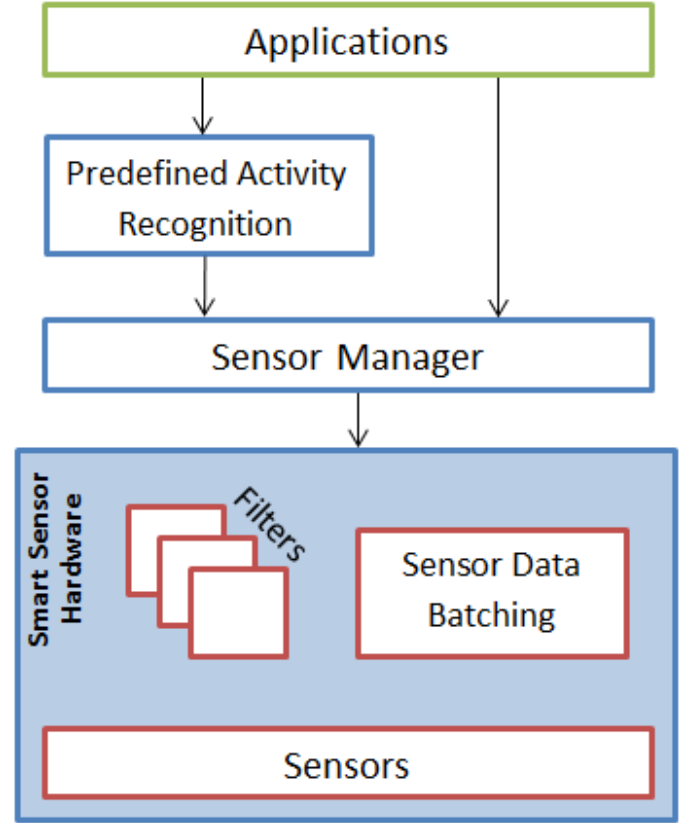 Applications
Predefined Activity
Recognition
Sensor Manager
Smart Sensor
Hardware
Filters
Sensor Data
Batching
Sensors